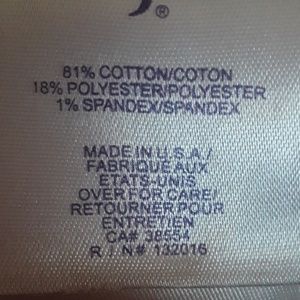 ®
81% COTTON/COTON
18% POLYESTER/POLYESTER
1% SPANDEX/SPANDEX
MADE IN U.S.A./
FABRIQUE AUX
ETATS-UNIS
OVER FOR CARE/
RETOURNER POUR
ENTRETIEN
CA# 38554
R / N# 132016